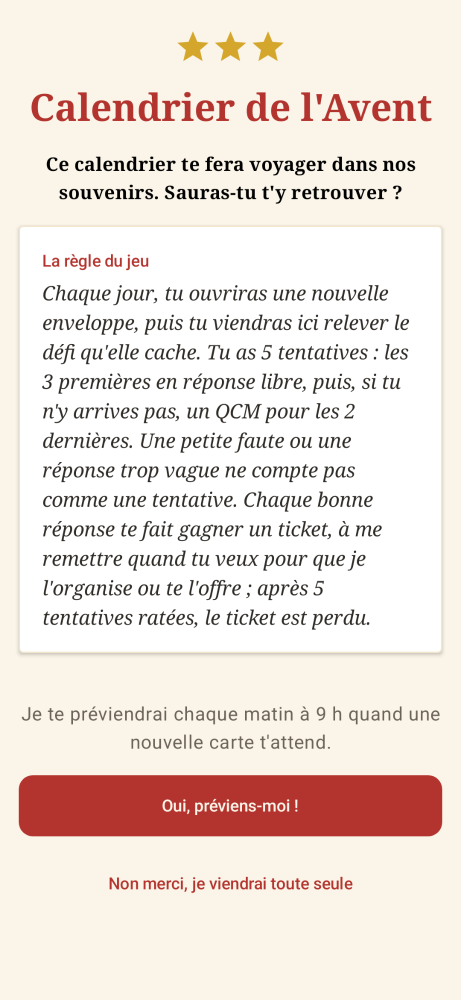 Calendrier de l'Avent
Ce calendrier te fera voyager dans nos
souvenirs. Sauras-tu t'y retrouver ?
La règle du jeu
Chaque jour, tu ouvriras une nouvelle
enveloppe, puis tu viendras ici relever le
défi qu'elle cache. Tu as 5 tentatives : les
3 premières en réponse libre, puis, si tu
n'y arrives pas, un QCM pour les 2
dernières. Une petite faute ou une
réponse trop vague ne compte pas
comme une tentative. Chaque bonne
réponse te fait gagner un ticket, à me
remettre quand tu veux pour que je
l'organise ou te l'offre ; après 5
tentatives ratées, le ticket est perdu.
Je te préviendrai chaque matin à 9 h quand une
nouvelle carte t'attend.
Oui, préviens-moi !
Non merci, je viendrai toute seule